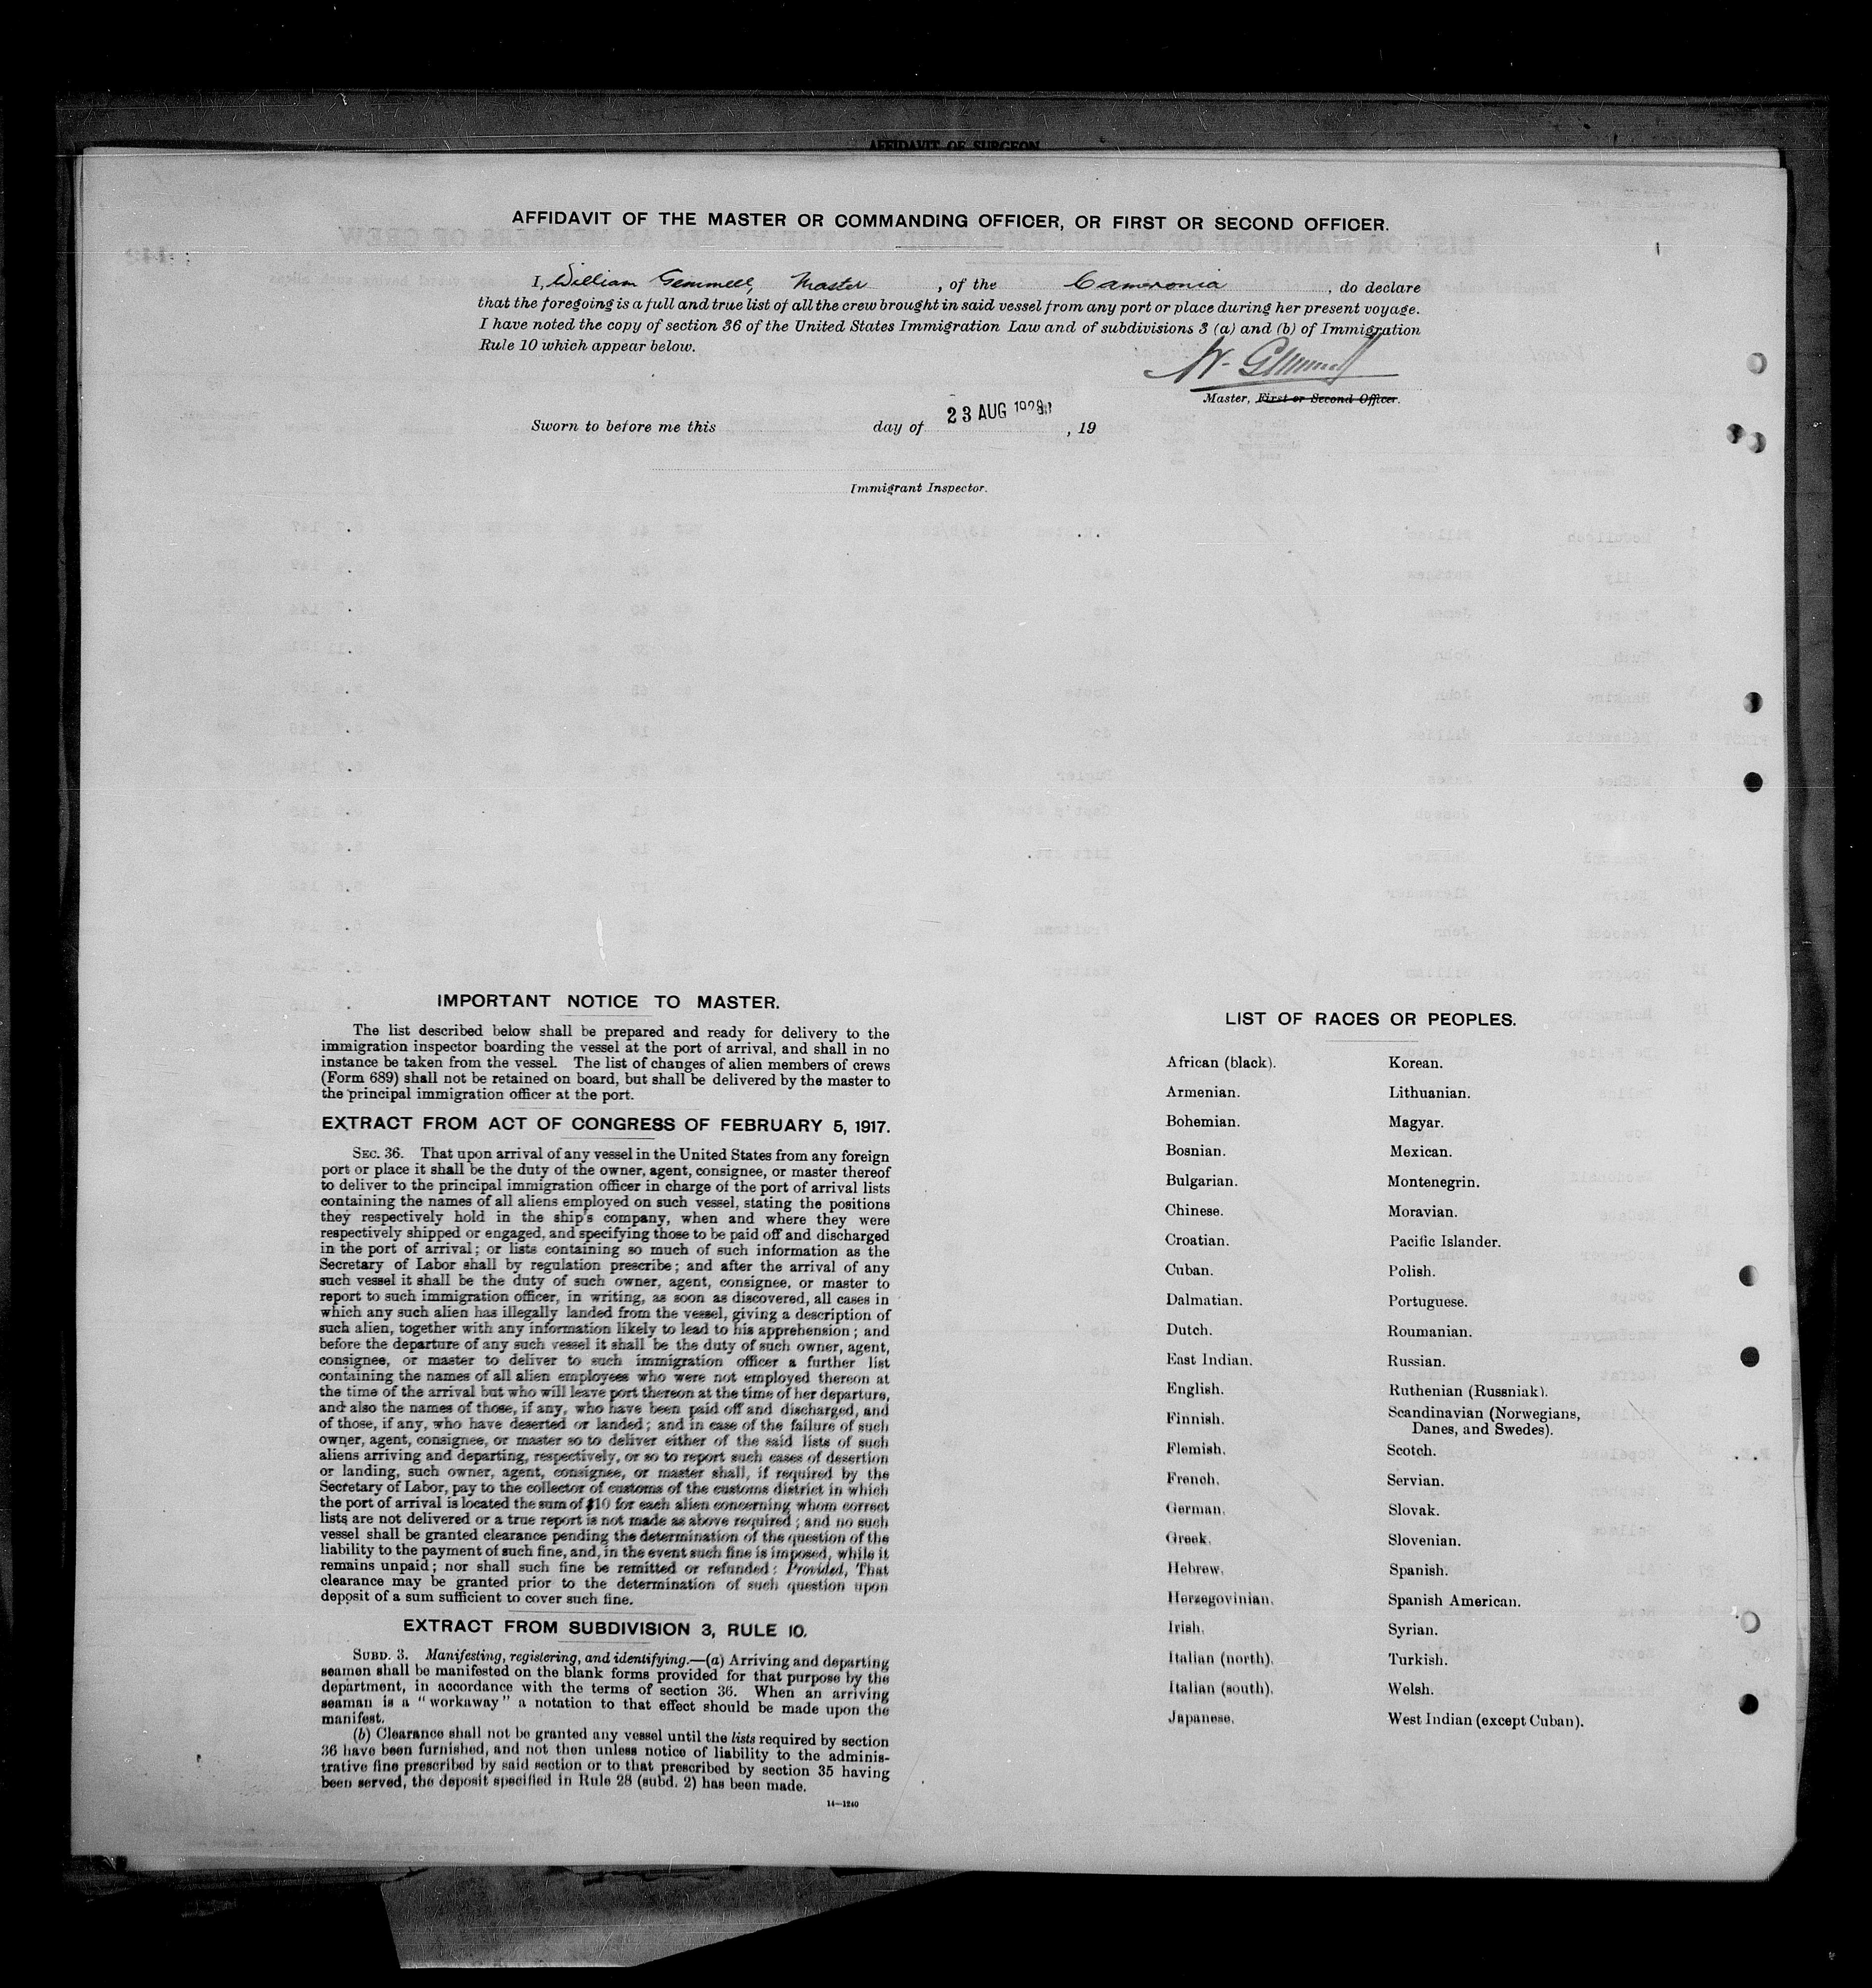 AFFIDAVIT OF SURGEON
AFFIDAVIT OF THE MASTER OR COMMANDING OFFICER, OR FIRST OR SECOND OFFICER.
I, William Gemmell, Master, of the Cameronia, do declare
that the foregoing is a full and true list of all the crew brought in said vessel from any port or place during her present voyage.
I have noted the copy of section 36 of the United States Immigration Law and of subdivisions 3 (a) and (b) of Immigration
Rule 10 which appear below.
W. Gemmell
Master, First or Second Officer.
Sworn to before me this day of 23 AUG , 19
Immigrant Inspector.
IMPORTANT NOTICE TO MASTER.
The list described below shall be prepared and ready for delivery to the
immigration inspector boarding the vessel at the port of arrival, and shall in no
instance be taken from the vessel. The list of changes of alien members of crews
(Form 689) shall not be retained on board, but shall be delivered by the master to
the principal immigration officer at the port.
EXTRACT FROM ACT OF CONGRESS OF FEBRUARY 5, 1917.
SEC. 36. That upon arrival of any vessel in the United States from any foreign
port or place it shall be the duty of the owner, agent, consignee, or master thereof
to deliver to the principal immigration officer in charge of the port of arrival lists
containing the names of all aliens employed on such vessel, stating the positions
they respectively hold in the ship's company, when and where they were
respectively shipped or engaged, and specifying those to be paid off and discharged
in the port of arrival; or lists containing so much of such information as the
Secretary of Labor shall by regulation prescribe; and after the arrival of any
such vessel it shall be the duty of such owner, agent, consignee, or master to
report to such immigration officer, in writing, as soon as discovered, all cases in
which any such alien has illegally landed from the vessel, giving a description of
such alien, together with any information likely to lead to his apprehension; and
before the departure of any such vessel it shall be the duty of such owner, agent,
consignee, or master to deliver to such immigration officer a further list
containing the names of all alien employees who were not employed thereon at
the time of the arrival but who will leave port thereon at the time of her departure,
and also the names of those, if any, who have been paid off and discharged, and
of those, if any, who have deserted or landed; and in case of the failure of such
owner, agent, consignee, or master so to deliver either of the said lists of such
aliens arriving and departing, respectively, or so to report such cases of desertion
or landing, such owner, agent, consignee, or master shall, if required by the
Secretary of Labor, pay to the collector of customs of the customs district in which
the port of arrival is located the sum of $10 for each alien concerning whom correct
lists are not delivered or a true report is not made as above required; and no such
vessel shall be granted clearance pending the determination of the question of the
liability to the payment of such fine, and, in the event such fine is imposed, while it
remains unpaid; nor shall such fine be remitted or refunded: Provided, That
clearance may be granted prior to the determination of such question upon
deposit of a sum sufficient to cover such fine.
EXTRACT FROM SUBDIVISION 3, RULE 10.
SUBD. 3. Manifesting, registering, and identifying.—(a) Arriving and departing
seamen shall be manifested on the blank forms provided for that purpose by the
department, in accordance with the terms of section 36. When an arriving
seaman is a "workaway" a notation to that effect should be made upon the
manifest.
(b) Clearance shall not be granted any vessel until the lists required by section
36 have been furnished, and not then unless notice of liability to the adminis-
trative fine prescribed by said section or to that prescribed by section 35 having
been served, the deposit specified in Rule 28 (subd. 2) has been made.
14—1240
LIST OF RACES OR PEOPLES.
African (black).
Armenian.
Bohemian.
Bosnian.
Bulgarian.
Chinese.
Croatian.
Cuban.
Dalmatian.
Dutch.
East Indian.
English.
Finnish.
Flemish.
French.
German.
Greek.
Hebrew.
Herzegovinian.
Irish.
Italian (north).
Italian (south).
Japanese.
Korean.
Lithuanian.
Magyar.
Mexican.
Montenegrin.
Moravian.
Pacific Islander.
Polish.
Portuguese.
Roumanian.
Russian.
Ruthenian (Russniak).
Scandinavian (Norwegians,
Danes, and Swedes).
Scotch.
Servian.
Slovak.
Slovenian.
Spanish.
Spanish American.
Syrian.
Turkish.
Welsh.
West Indian (except Cuban).